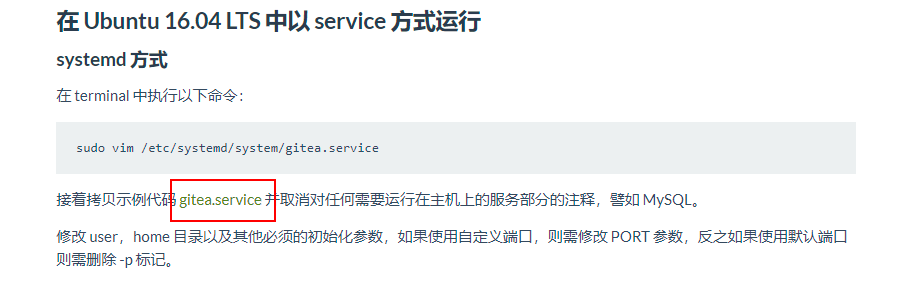 在 Ubuntu 16.04 LTS 中以 service 方式运行
systemd 方式
在 terminal 中执行以下命令：
sudo vim /etc/systemd/system/gitea.service
接着拷贝示例代码 gitea.service 并取消对任何需要运行在主机上的服务部分的注释，譬如 MySQL。
修改 user，home 目录以及其他必须的初始化参数，如果使用自定义端口，则需修改 PORT 参数，反之如果使用默认端口
则需删除 -p 标记。